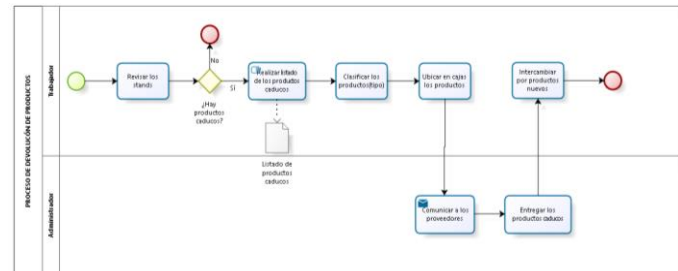 PROCESO DE DEVOLUCIÓN DE PRODUCTOS
Trabajador
Administrador
Revisar los
stands
No
Sí
¿Hay
productos
caducos?
Realizar listado
de los productos
caducos
Listado de
productos
caducos
Clasificar los
productos(tipo)
Ubicar en cajas
los productos
Comunicar a los
proveedores
Entregar los
productos caducos
Intercambiar
por productos
nuevos